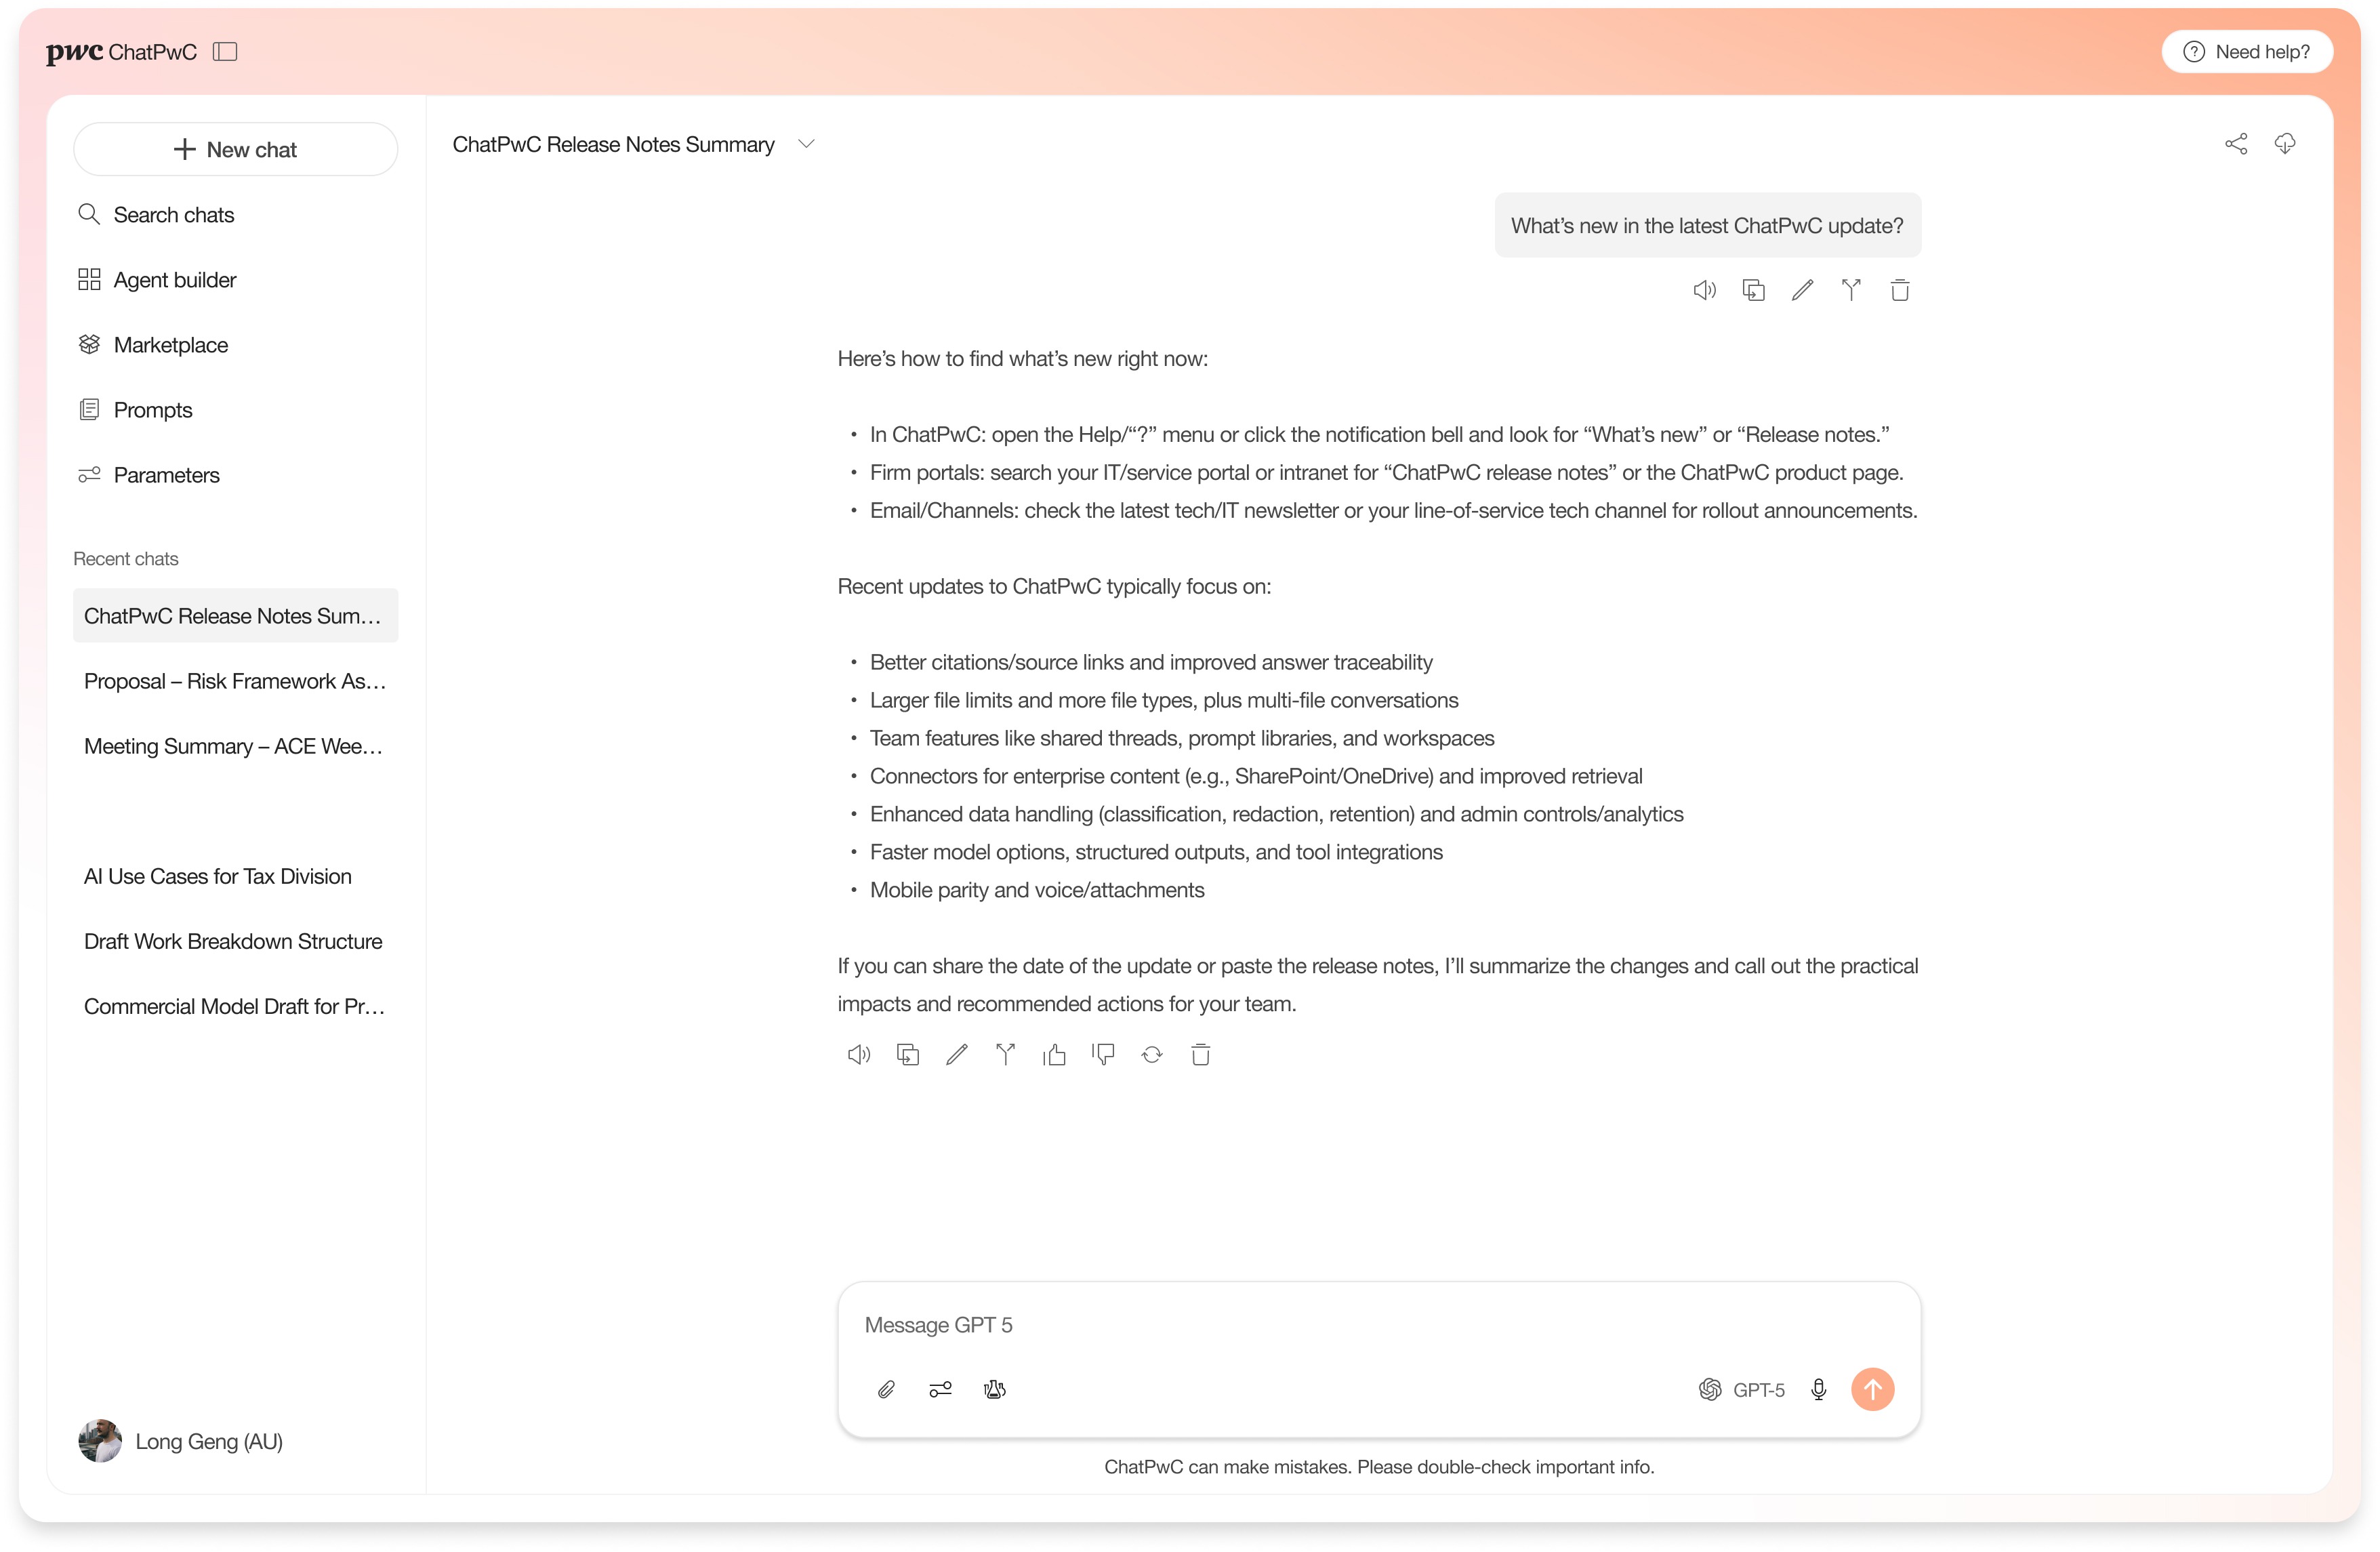 pwc ChatPwC
Need help?
New chat
Search chats
Agent builder
Marketplace
Prompts
Parameters
Recent chats
ChatPwC Release Notes Sum…
Proposal – Risk Framework As…
Meeting Summary – ACE Wee…
AI Use Cases for Tax Division
Draft Work Breakdown Structure
Commercial Model Draft for Pr…
Long Geng (AU)
ChatPwC Release Notes Summary
What’s new in the latest ChatPwC update?
Here’s how to find what’s new right now:
• In ChatPwC: open the Help/“?” menu or click the notification bell and look for “What’s new” or “Release notes.”
• Firm portals: search your IT/service portal or intranet for “ChatPwC release notes” or the ChatPwC product page.
• Email/Channels: check the latest tech/IT newsletter or your line-of-service tech channel for rollout announcements.
Recent updates to ChatPwC typically focus on:
• Better citations/source links and improved answer traceability
• Larger file limits and more file types, plus multi-file conversations
• Team features like shared threads, prompt libraries, and workspaces
• Connectors for enterprise content (e.g., SharePoint/OneDrive) and improved retrieval
• Enhanced data handling (classification, redaction, retention) and admin controls/analytics
• Faster model options, structured outputs, and tool integrations
• Mobile parity and voice/attachments
If you can share the date of the update or paste the release notes, I’ll summarize the changes and call out the practical
impacts and recommended actions for your team.
Message GPT 5
GPT-5
ChatPwC can make mistakes. Please double-check important info.